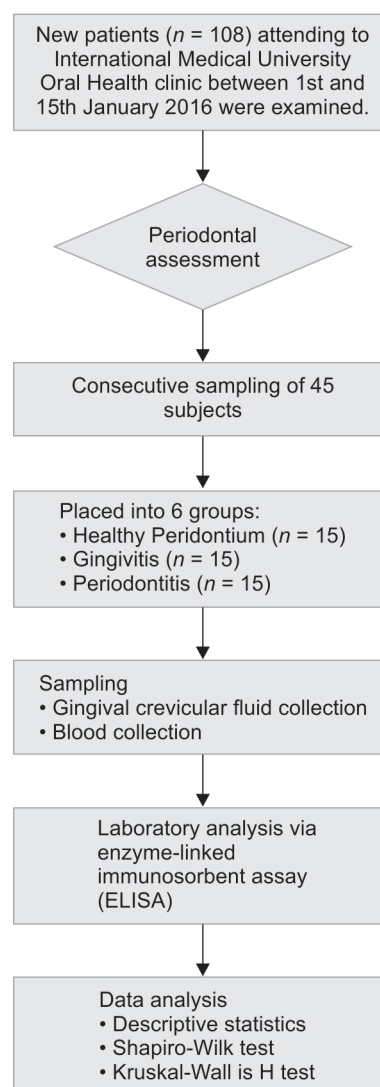 New patients (n = 108) attending to
International Medical University
Oral Health clinic between 1st and
15th January 2016 were examined.
Periodontal
assessment
Consecutive sampling of 45
subjects
Placed into 6 groups:
• Healthy Peridontium (n = 15)
• Gingivitis (n = 15)
• Periodontitis (n = 15)
Sampling
• Gingival crevicular fluid collection
• Blood collection
Laboratory analysis via
enzyme-linked
immunosorbent assay
(ELISA)
Data analysis
• Descriptive statistics
• Shapiro-Wilk test
• Kruskal-Wall is H test